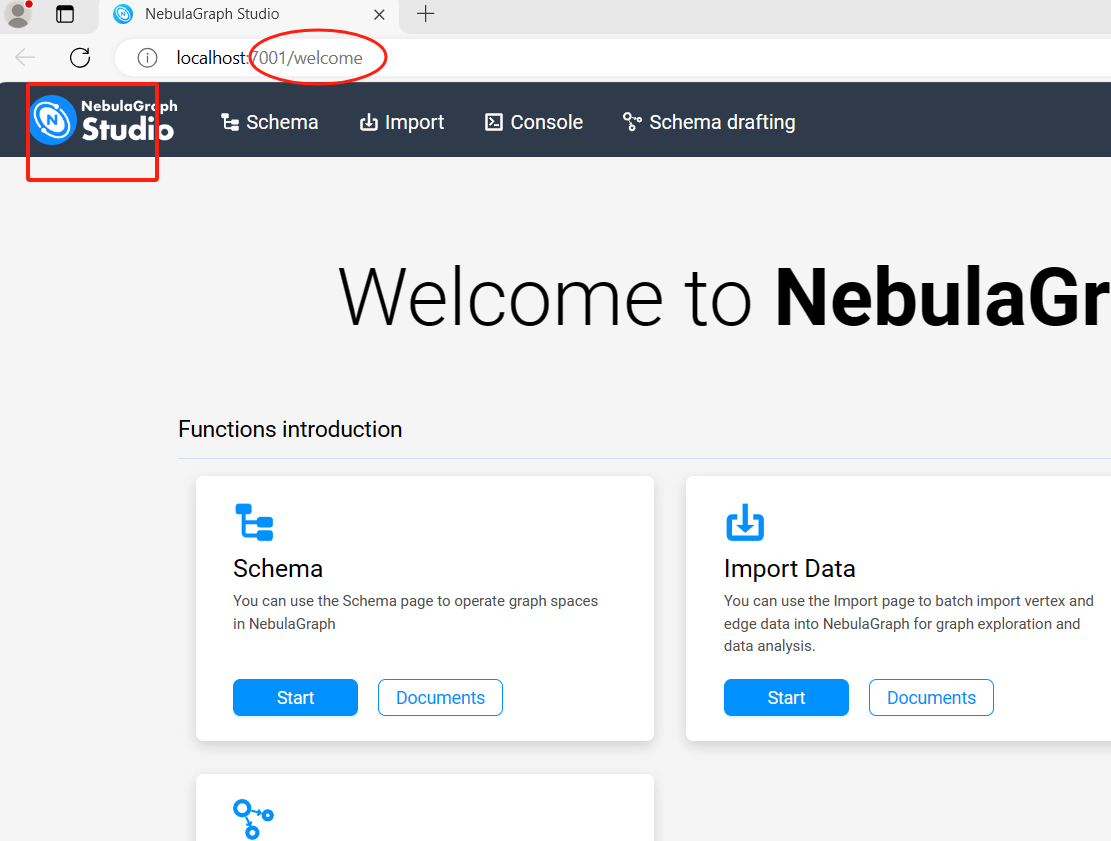 NebulaGraph Studio
localhost:7001/welcome
NebulaGraph
Studio
Schema
Import
Console
Schema drafting
Welcome to NebulaGr
Functions introduction
Schema
You can use the Schema page to operate graph spaces
in NebulaGraph
Start
Documents
Import Data
You can use the Import page to batch import vertex and
edge data into NebulaGraph for graph exploration and
data analysis.
Start
Documents